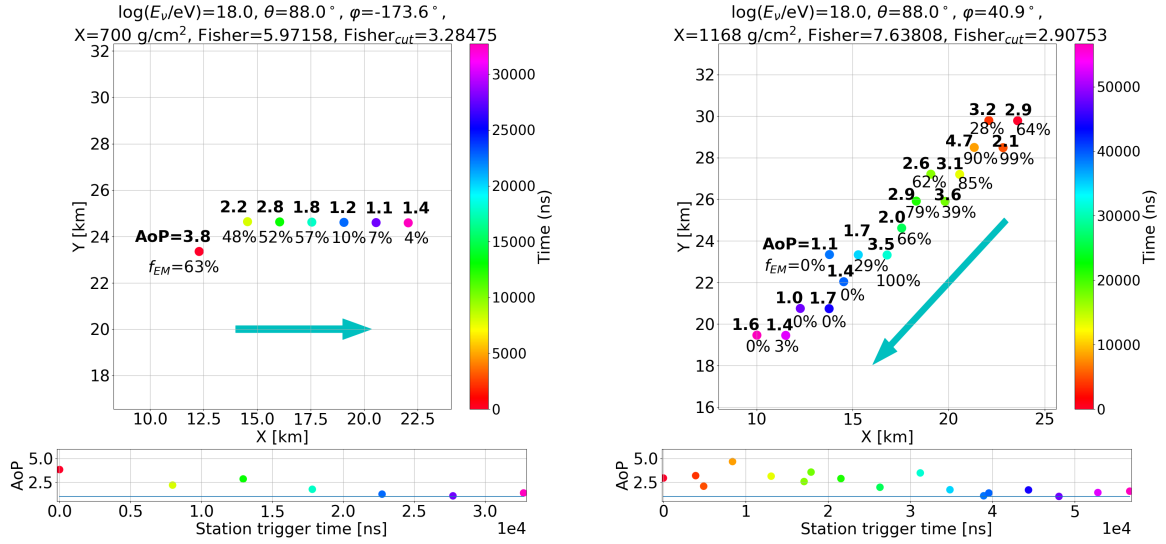 log(E_ν/eV)=18.0, θ=88.0°, φ=-173.6°,
X=700 g/cm², Fisher=5.97158, Fisher_cut=3.28475
32
30
28
26
24
22
20
18
Y [km]
2.2 2.8 1.8 1.2 1.1 1.4
AoP=3.8
48% 52% 57% 10% 7% 4%
f_EM=63%
10.0 12.5 15.0 17.5 20.0 22.5
X [km]
30000
25000
20000
15000
10000
5000
0
Time (ns)
5.0
2.5
AoP
0.0 0.5 1.0 1.5 2.0 2.5 3.0
1e4
Station trigger time [ns]
log(E_ν/eV)=18.0, θ=88.0°, φ=40.9°,
X=1168 g/cm², Fisher=7.63808, Fisher_cut=2.90753
32
30
28
26
24
22
20
18
16
Y [km]
3.2 2.9
28% 64%
4.7 2.1
90% 99%
2.6 3.1
62% 85%
2.9 3.6
79% 39%
2.0
66%
1.7
AoP=1.1 3.5
f_EM=0% 29%
100%
1.4
0%
1.0 1.7
0% 0%
1.6 1.4
0% 3%
10 15 20 25
X [km]
50000
40000
30000
20000
10000
0
Time (ns)
5.0
2.5
AoP
0 1 2 3 4 5
1e4
Station trigger time [ns]